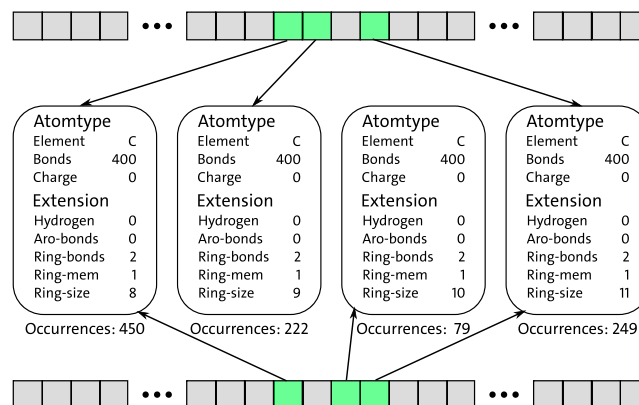 Atomtype
Element C
Bonds 400
Charge 0
Extension
Hydrogen 0
Aro-bonds 0
Ring-bonds 2
Ring-mem 1
Ring-size 8
Occurrences: 450
Atomtype
Element C
Bonds 400
Charge 0
Extension
Hydrogen 0
Aro-bonds 0
Ring-bonds 2
Ring-mem 1
Ring-size 9
Occurrences: 222
Atomtype
Element C
Bonds 400
Charge 0
Extension
Hydrogen 0
Aro-bonds 0
Ring-bonds 2
Ring-mem 1
Ring-size 10
Occurrences: 79
Atomtype
Element C
Bonds 400
Charge 0
Extension
Hydrogen 0
Aro-bonds 0
Ring-bonds 2
Ring-mem 1
Ring-size 11
Occurrences: 249